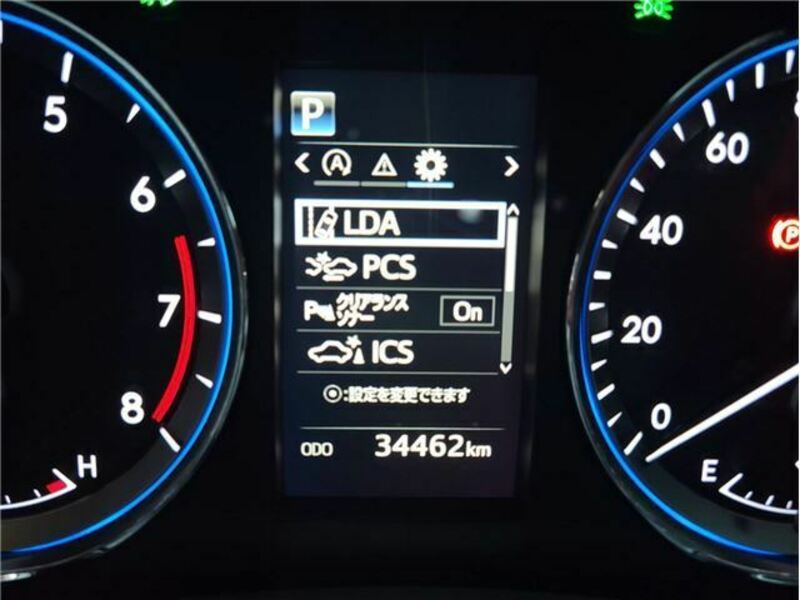 P
LDA
PCS
クリアランス
ソナー
On
ICS
:設定を変更できます
ODO 34462km
5
6
7
8
H
60
40
20
0
E
P